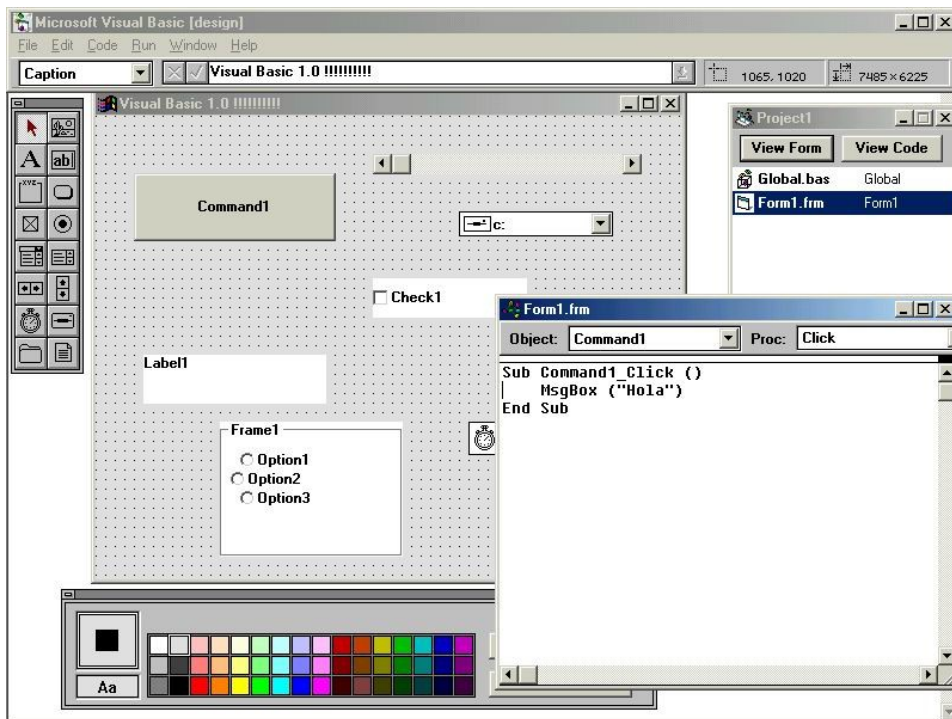 Microsoft Visual Basic [design]
File Edit Code Run Window Help
Caption
Visual Basic 1.0 !!!!!!!!!!
1065, 1020
7485×6225
Visual Basic 1.0 !!!!!!!!!!
A
ab
XYZ
Command1
c:
Check1
Label1
Frame1
Option1
Option2
Option3
Project1
View Form
View Code
Global.bas Global
Form1.frm Form1
Form1.frm
Object: Command1 Proc: Click
Sub Command1_Click ()
MsgBox ("Hola")
End Sub
Aa